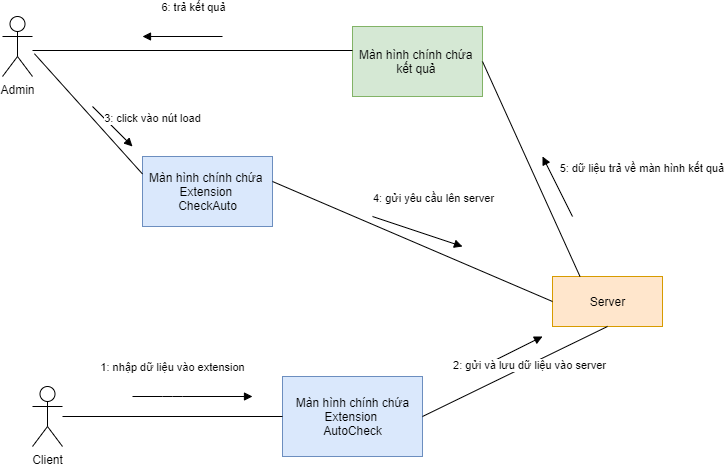 6: trả kết quả
Màn hình chính chứa
kết quả
Admin
3: click vào nút load
Màn hình chính chứa
Extension
CheckAuto
5: dữ liệu trả về màn hình kết quả
4: gửi yêu cầu lên server
Server
1: nhập dữ liệu vào extension
2: gửi và lưu dữ liệu vào server
Màn hình chính chứa
Extension
AutoCheck
Client